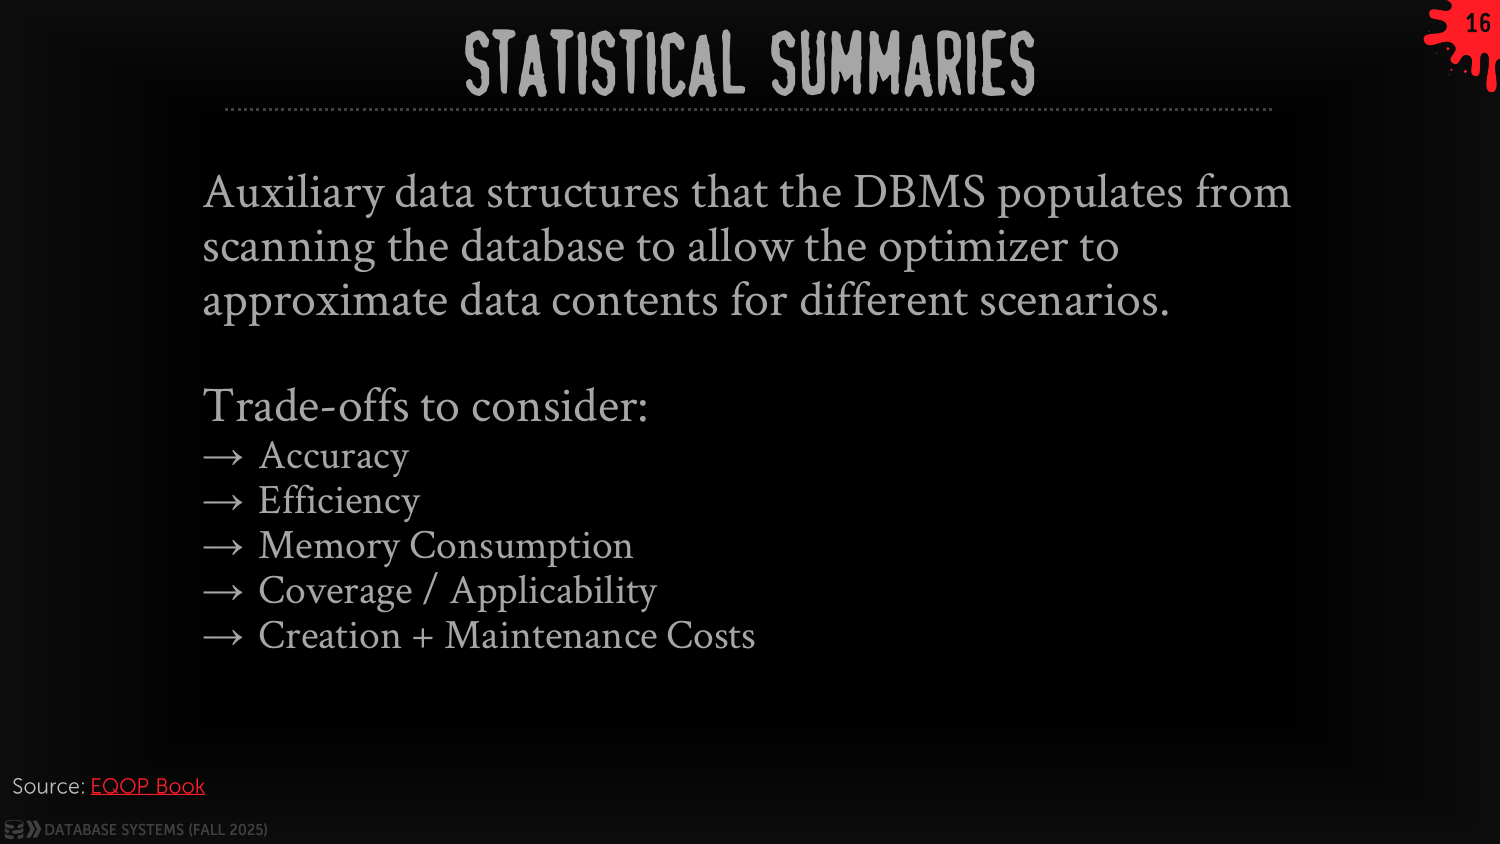 16
STATISTICAL SUMMARIES
Auxiliary data structures that the DBMS populates from
scanning the database to allow the optimizer to
approximate data contents for different scenarios.
Trade-offs to consider:
→ Accuracy
→ Efficiency
→ Memory Consumption
→ Coverage / Applicability
→ Creation + Maintenance Costs
Source: EQOP Book
DATABASE SYSTEMS (FALL 2025)